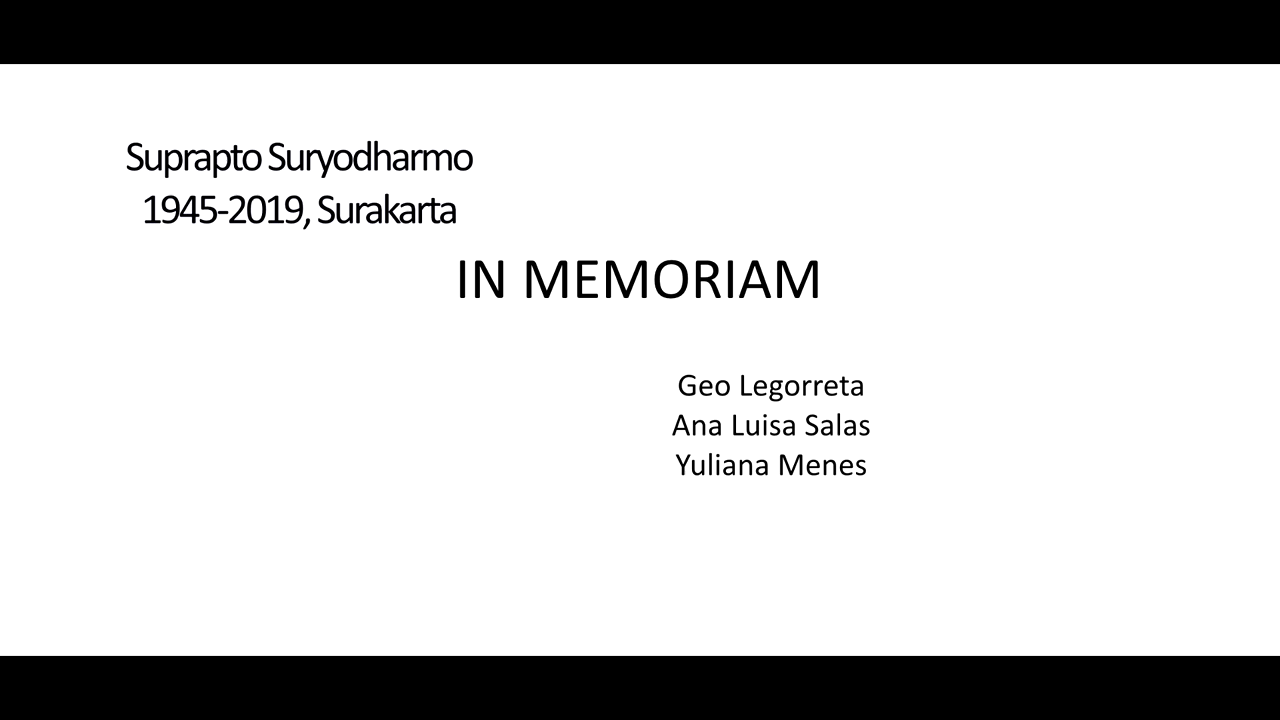 Suprapto Suryodharmo
1945-2019, Surakarta
IN MEMORIAM
Geo Legorreta
Ana Luisa Salas
Yuliana Menes